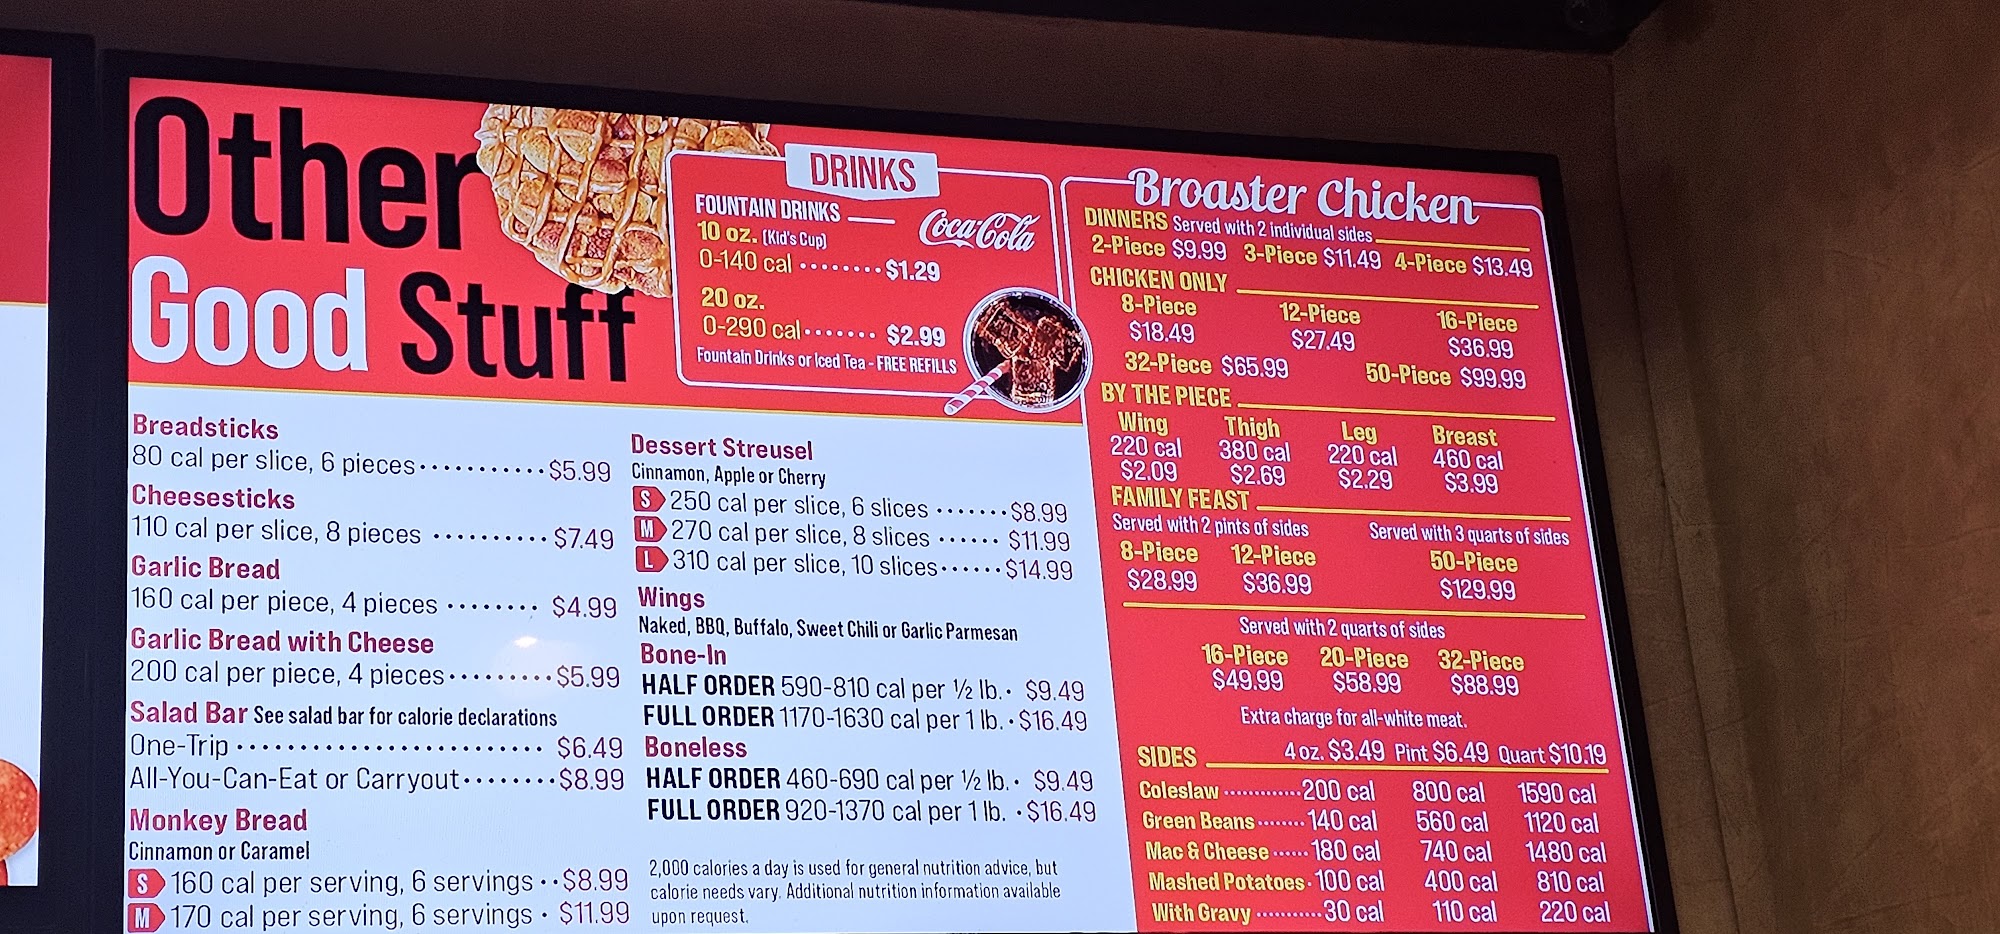 Other
Good Stuff
Breadsticks
80 cal per slice, 6 pieces ........... $5.99
Cheesesticks
110 cal per slice, 8 pieces .......... $7.49
Garlic Bread
160 cal per piece, 4 pieces ........ $4.99
Garlic Bread with Cheese
200 cal per piece, 4 pieces ......... $5.99
Salad Bar See salad bar for calorie declarations
One-Trip ........................ $6.49
All-You-Can-Eat or Carryout ........ $8.99
Monkey Bread
Cinnamon or Caramel
S 160 cal per serving, 6 servings .. $8.99
M 170 cal per serving, 6 servings . $11.99
Dessert Streusel
Cinnamon, Apple or Cherry
S 250 cal per slice, 6 slices ....... $8.99
M 270 cal per slice, 8 slices ...... $11.99
L 310 cal per slice, 10 slices ...... $14.99
Wings
Naked, BBQ, Buffalo, Sweet Chili or Garlic Parmesan
Bone-In
HALF ORDER 590-810 cal per ½ lb. . $9.49
FULL ORDER 1170-1630 cal per 1 lb. . $16.49
Boneless
HALF ORDER 460-690 cal per ½ lb. . $9.49
FULL ORDER 920-1370 cal per 1 lb. . $16.49
2,000 calories a day is used for general nutrition advice, but
calorie needs vary. Additional nutrition information available
upon request.
DRINKS
FOUNTAIN DRINKS
Coca-Cola
10 oz. (Kid's Cup)
0-140 cal ........ $1.29
20 oz.
0-290 cal ....... $2.99
Fountain Drinks or Iced Tea - FREE REFILLS
Broaster Chicken
DINNERS Served with 2 individual sides
2-Piece $9.99 3-Piece $11.49 4-Piece $13.49
CHICKEN ONLY
8-Piece 12-Piece 16-Piece
$18.49 $27.49 $36.99
32-Piece $65.99 50-Piece $99.99
BY THE PIECE
Wing Thigh Leg Breast
220 cal 380 cal 220 cal 460 cal
$2.09 $2.69 $2.29 $3.99
FAMILY FEAST
Served with 2 pints of sides Served with 3 quarts of sides
8-Piece 12-Piece 50-Piece
$28.99 $36.99 $129.99
Served with 2 quarts of sides
16-Piece 20-Piece 32-Piece
$49.99 $58.99 $88.99
Extra charge for all-white meat.
SIDES 4 oz. $3.49 Pint $6.49 Quart $10.19
Coleslaw ............. 200 cal 800 cal 1590 cal
Green Beans ........ 140 cal 560 cal 1120 cal
Mac & Cheese ...... 180 cal 740 cal 1480 cal
Mashed Potatoes . 100 cal 400 cal 810 cal
With Gravy ........... 30 cal 110 cal 220 cal